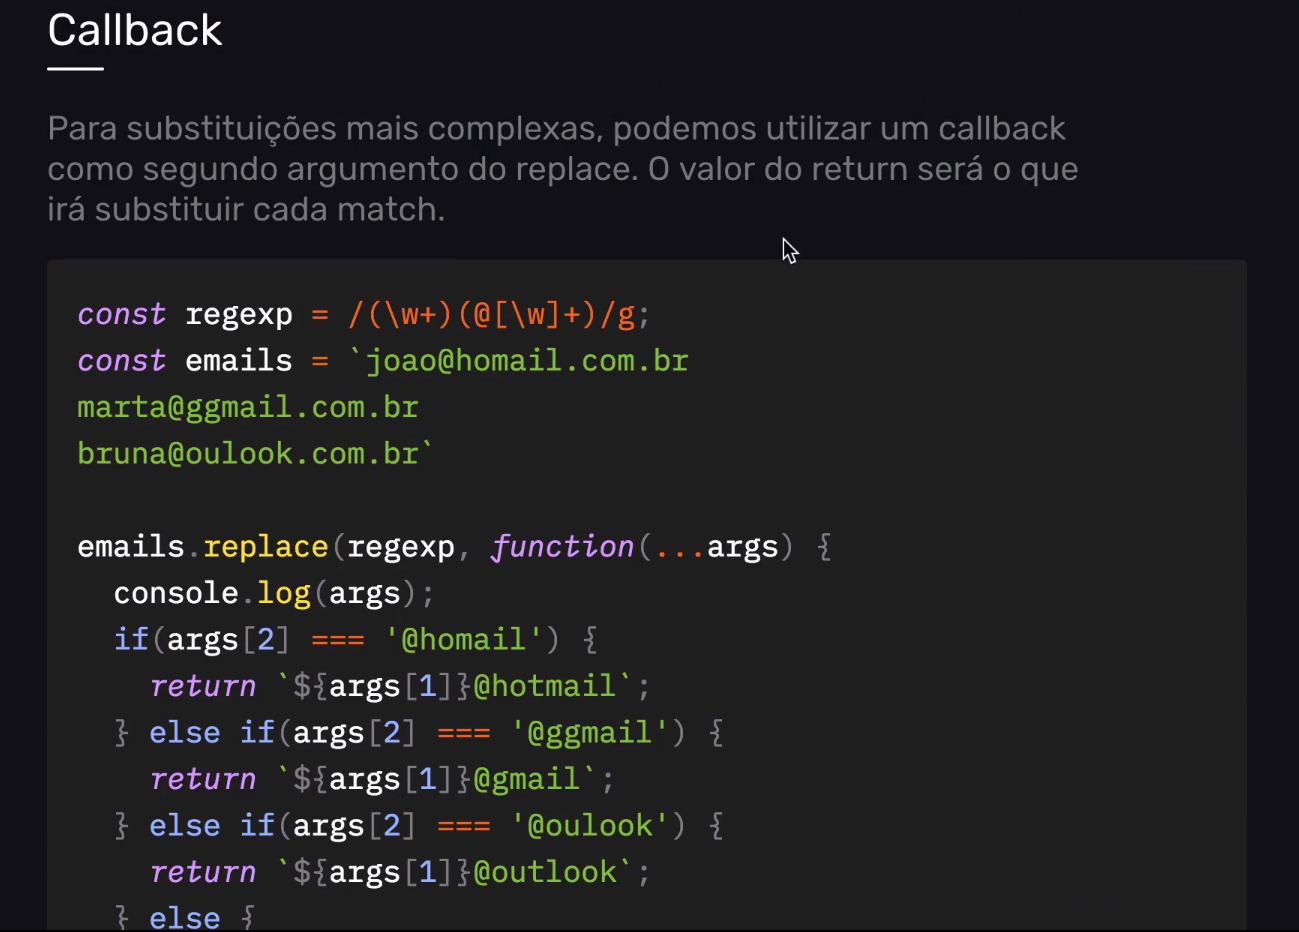 Callback
Para substituições mais complexas, podemos utilizar um callback
como segundo argumento do replace. O valor do return será o que
irá substituir cada match.
const regexp = /(\w+)(@[\w]+)/g;
const emails = `joao@homail.com.br
marta@ggmail.com.br
bruna@oulook.com.br`
emails.replace(regexp, function(...args) {
console.log(args);
if(args[2] === '@homail') {
return `${args[1]}@hotmail`;
} else if(args[2] === '@ggmail') {
return `${args[1]}@gmail`;
} else if(args[2] === '@oulook') {
return `${args[1]}@outlook`;
} else {